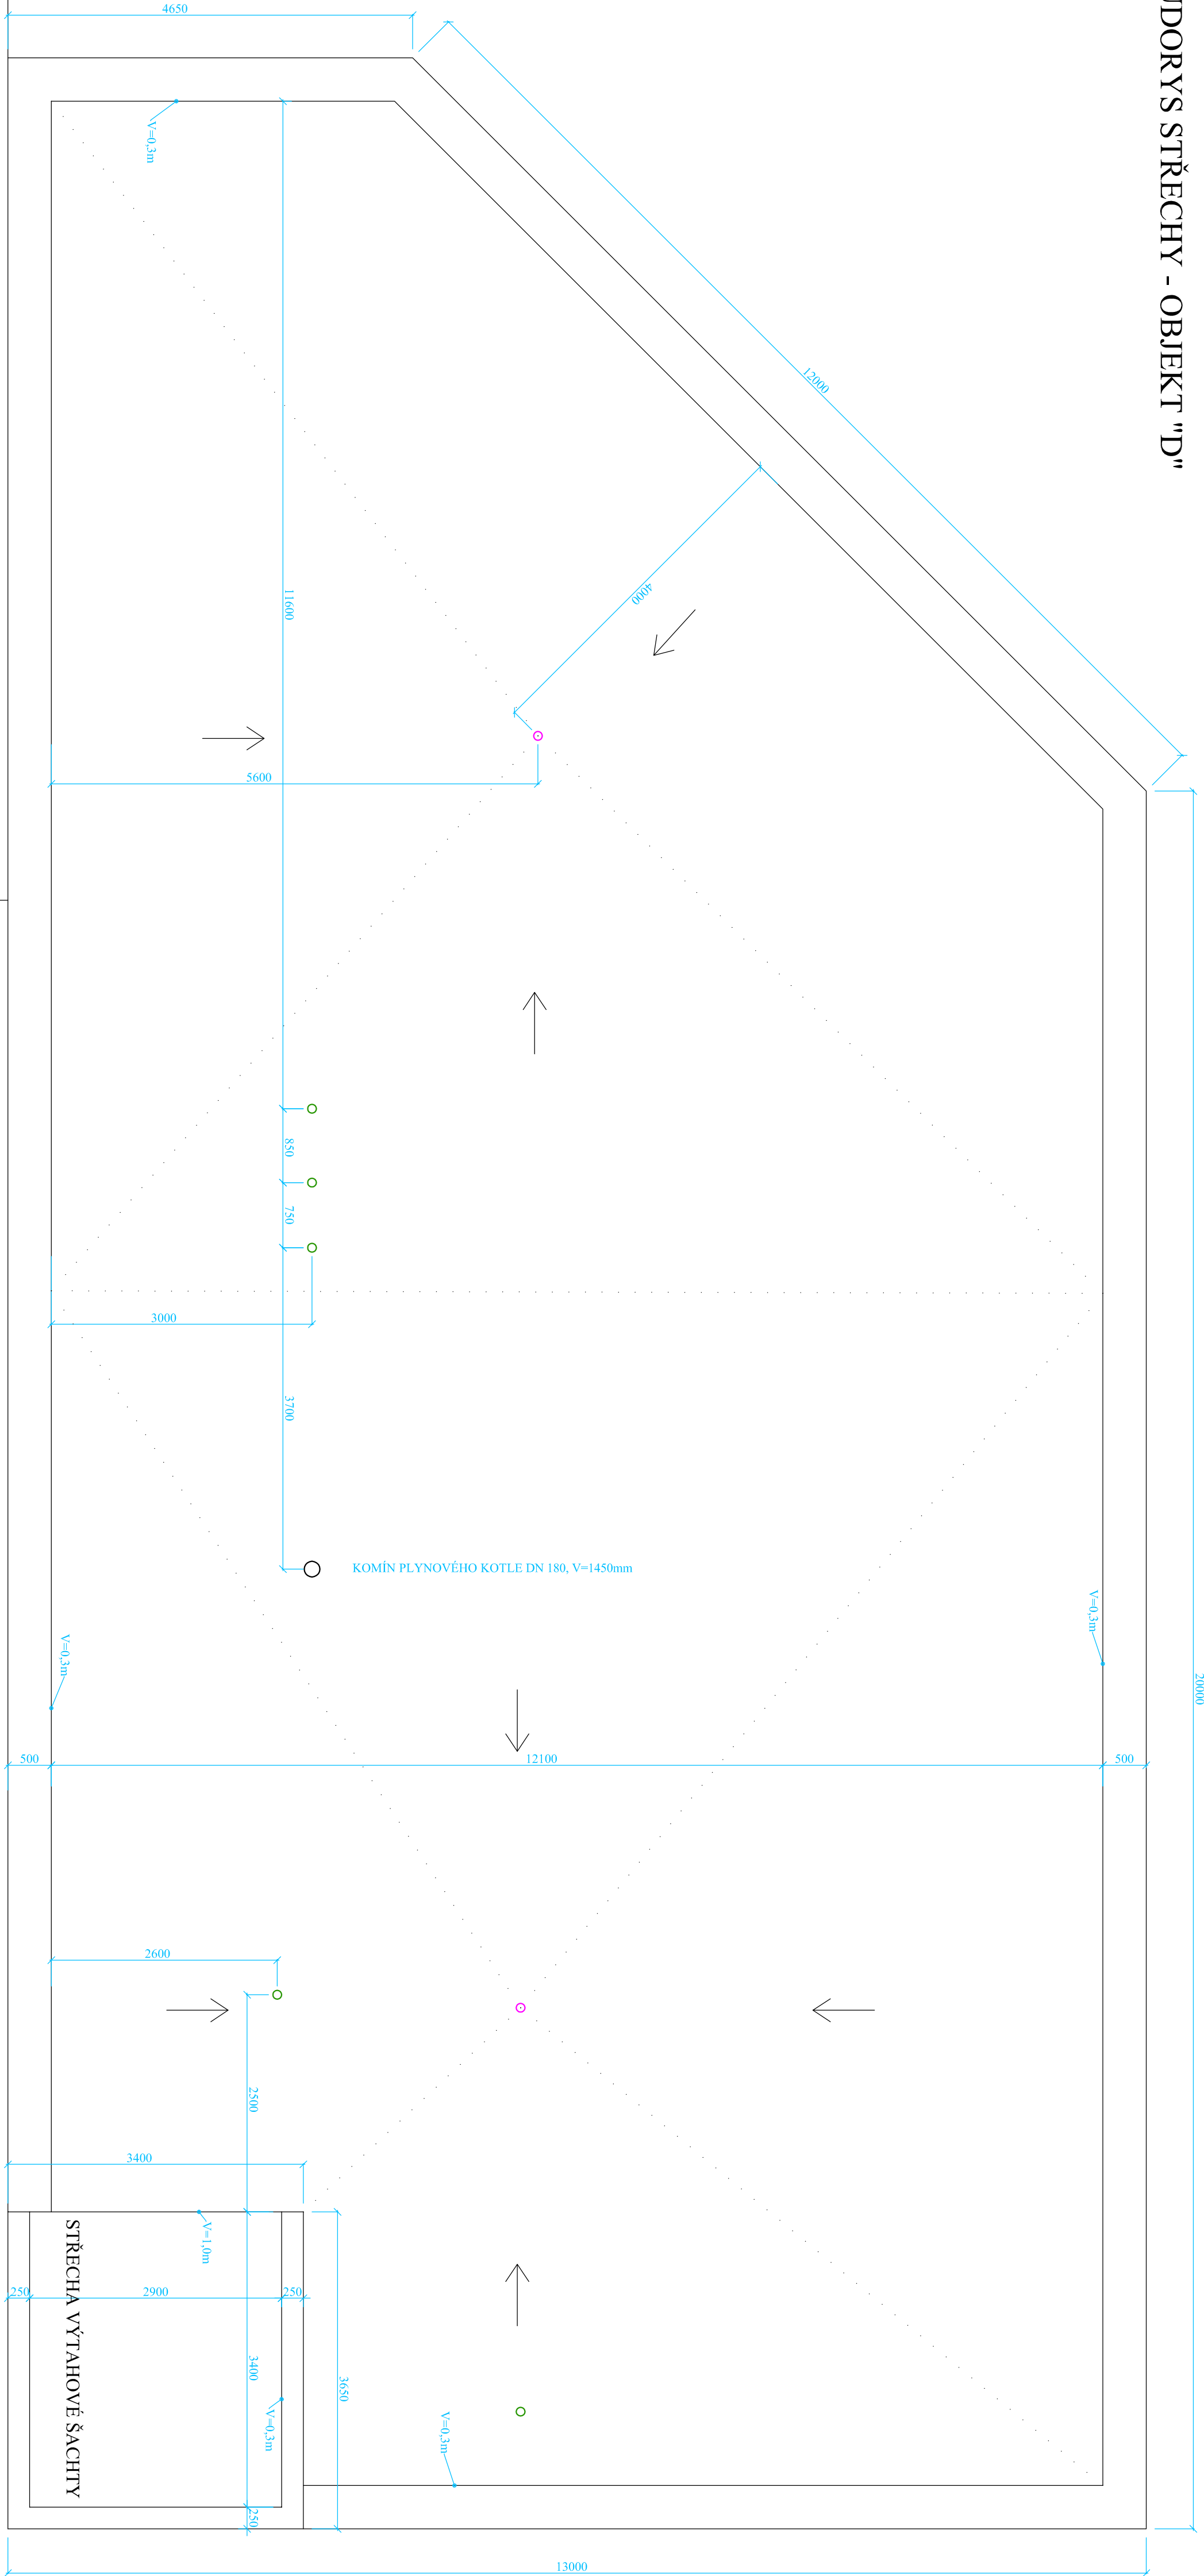 UDORYS STŘECHY - OBJEKT "D"
4650
12000
V=0,3m
11600
4000
5600
850
750
3000
3700
KOMÍN PLYNOVÉHO KOTLE DN 180, V=1450mm
V=0,3m
V=0,3m
20000
500
12100
500
2600
2500
3400
V=1,0m
STŘECHA VÝTAHOVÉ ŠACHTY
250
2900
250
3400
3650
V=0,3m
V=0,3m
250
13000